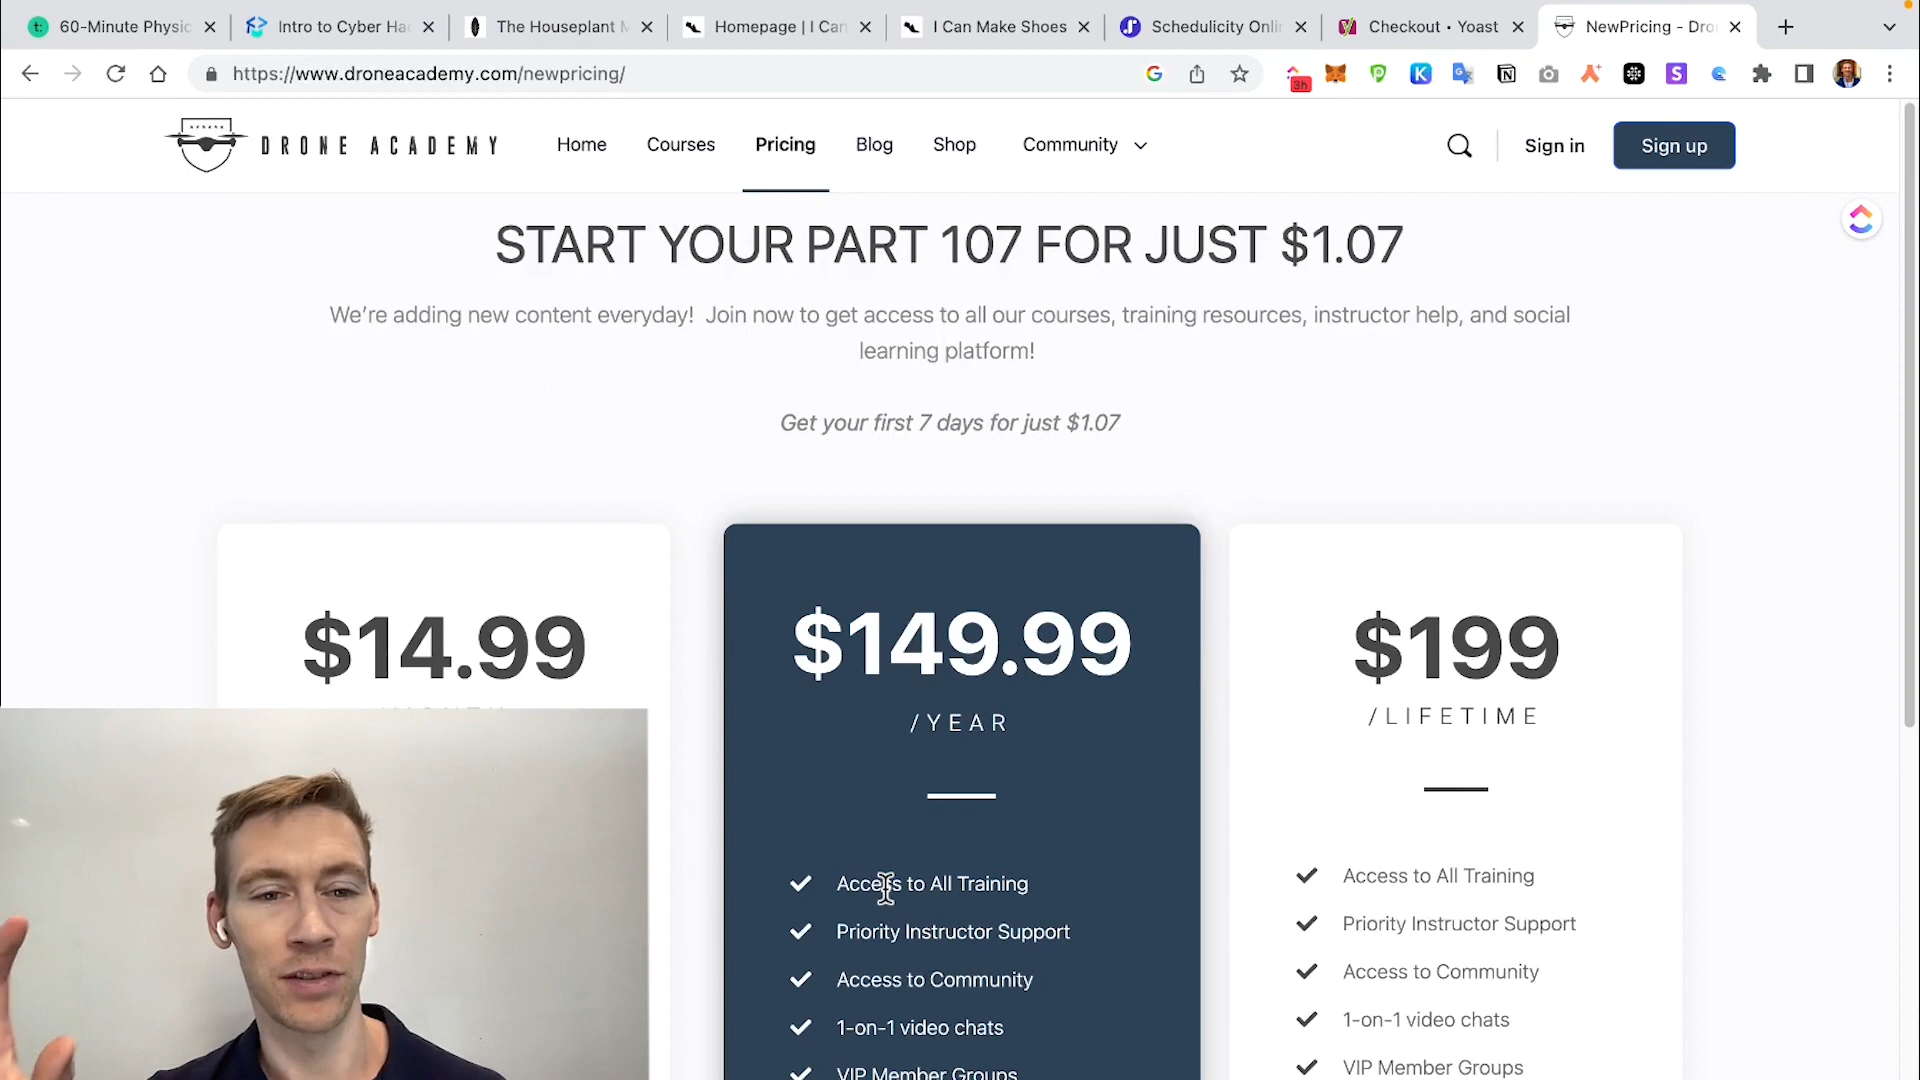 60-Minute Physic
Intro to Cyber Hac
The Houseplant M
Homepage | I Can
I Can Make Shoes
Schedulicity Onlin
Checkout • Yoast
NewPricing - Dro
https://www.droneacademy.com/newpricing/
3h
DRONE ACADEMY
Home
Courses
Pricing
Blog
Shop
Community
Sign in
Sign up
START YOUR PART 107 FOR JUST $1.07
We're adding new content everyday! Join now to get access to all our courses, training resources, instructor help, and social
learning platform!
Get your first 7 days for just $1.07
$14.99
$149.99
/YEAR
Access to All Training
Priority Instructor Support
Access to Community
1-on-1 video chats
VIP Member Groups
$199
/LIFETIME
Access to All Training
Priority Instructor Support
Access to Community
1-on-1 video chats
VIP Member Groups